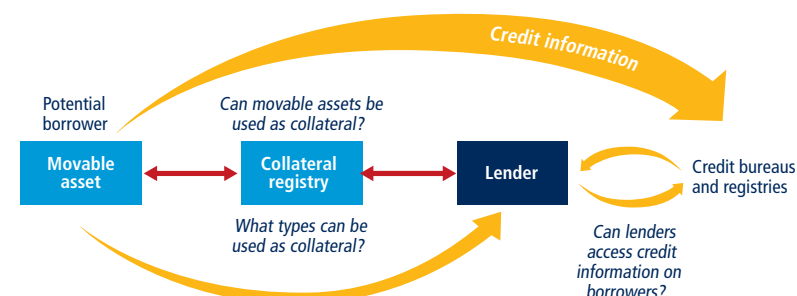 Credit information
Potential
borrower
Can movable assets be
used as collateral?
Movable
asset
Collateral
registry
Lender
Credit bureaus
and registries
What types can be
used as collateral?
Can lenders
access credit
information on
borrowers?